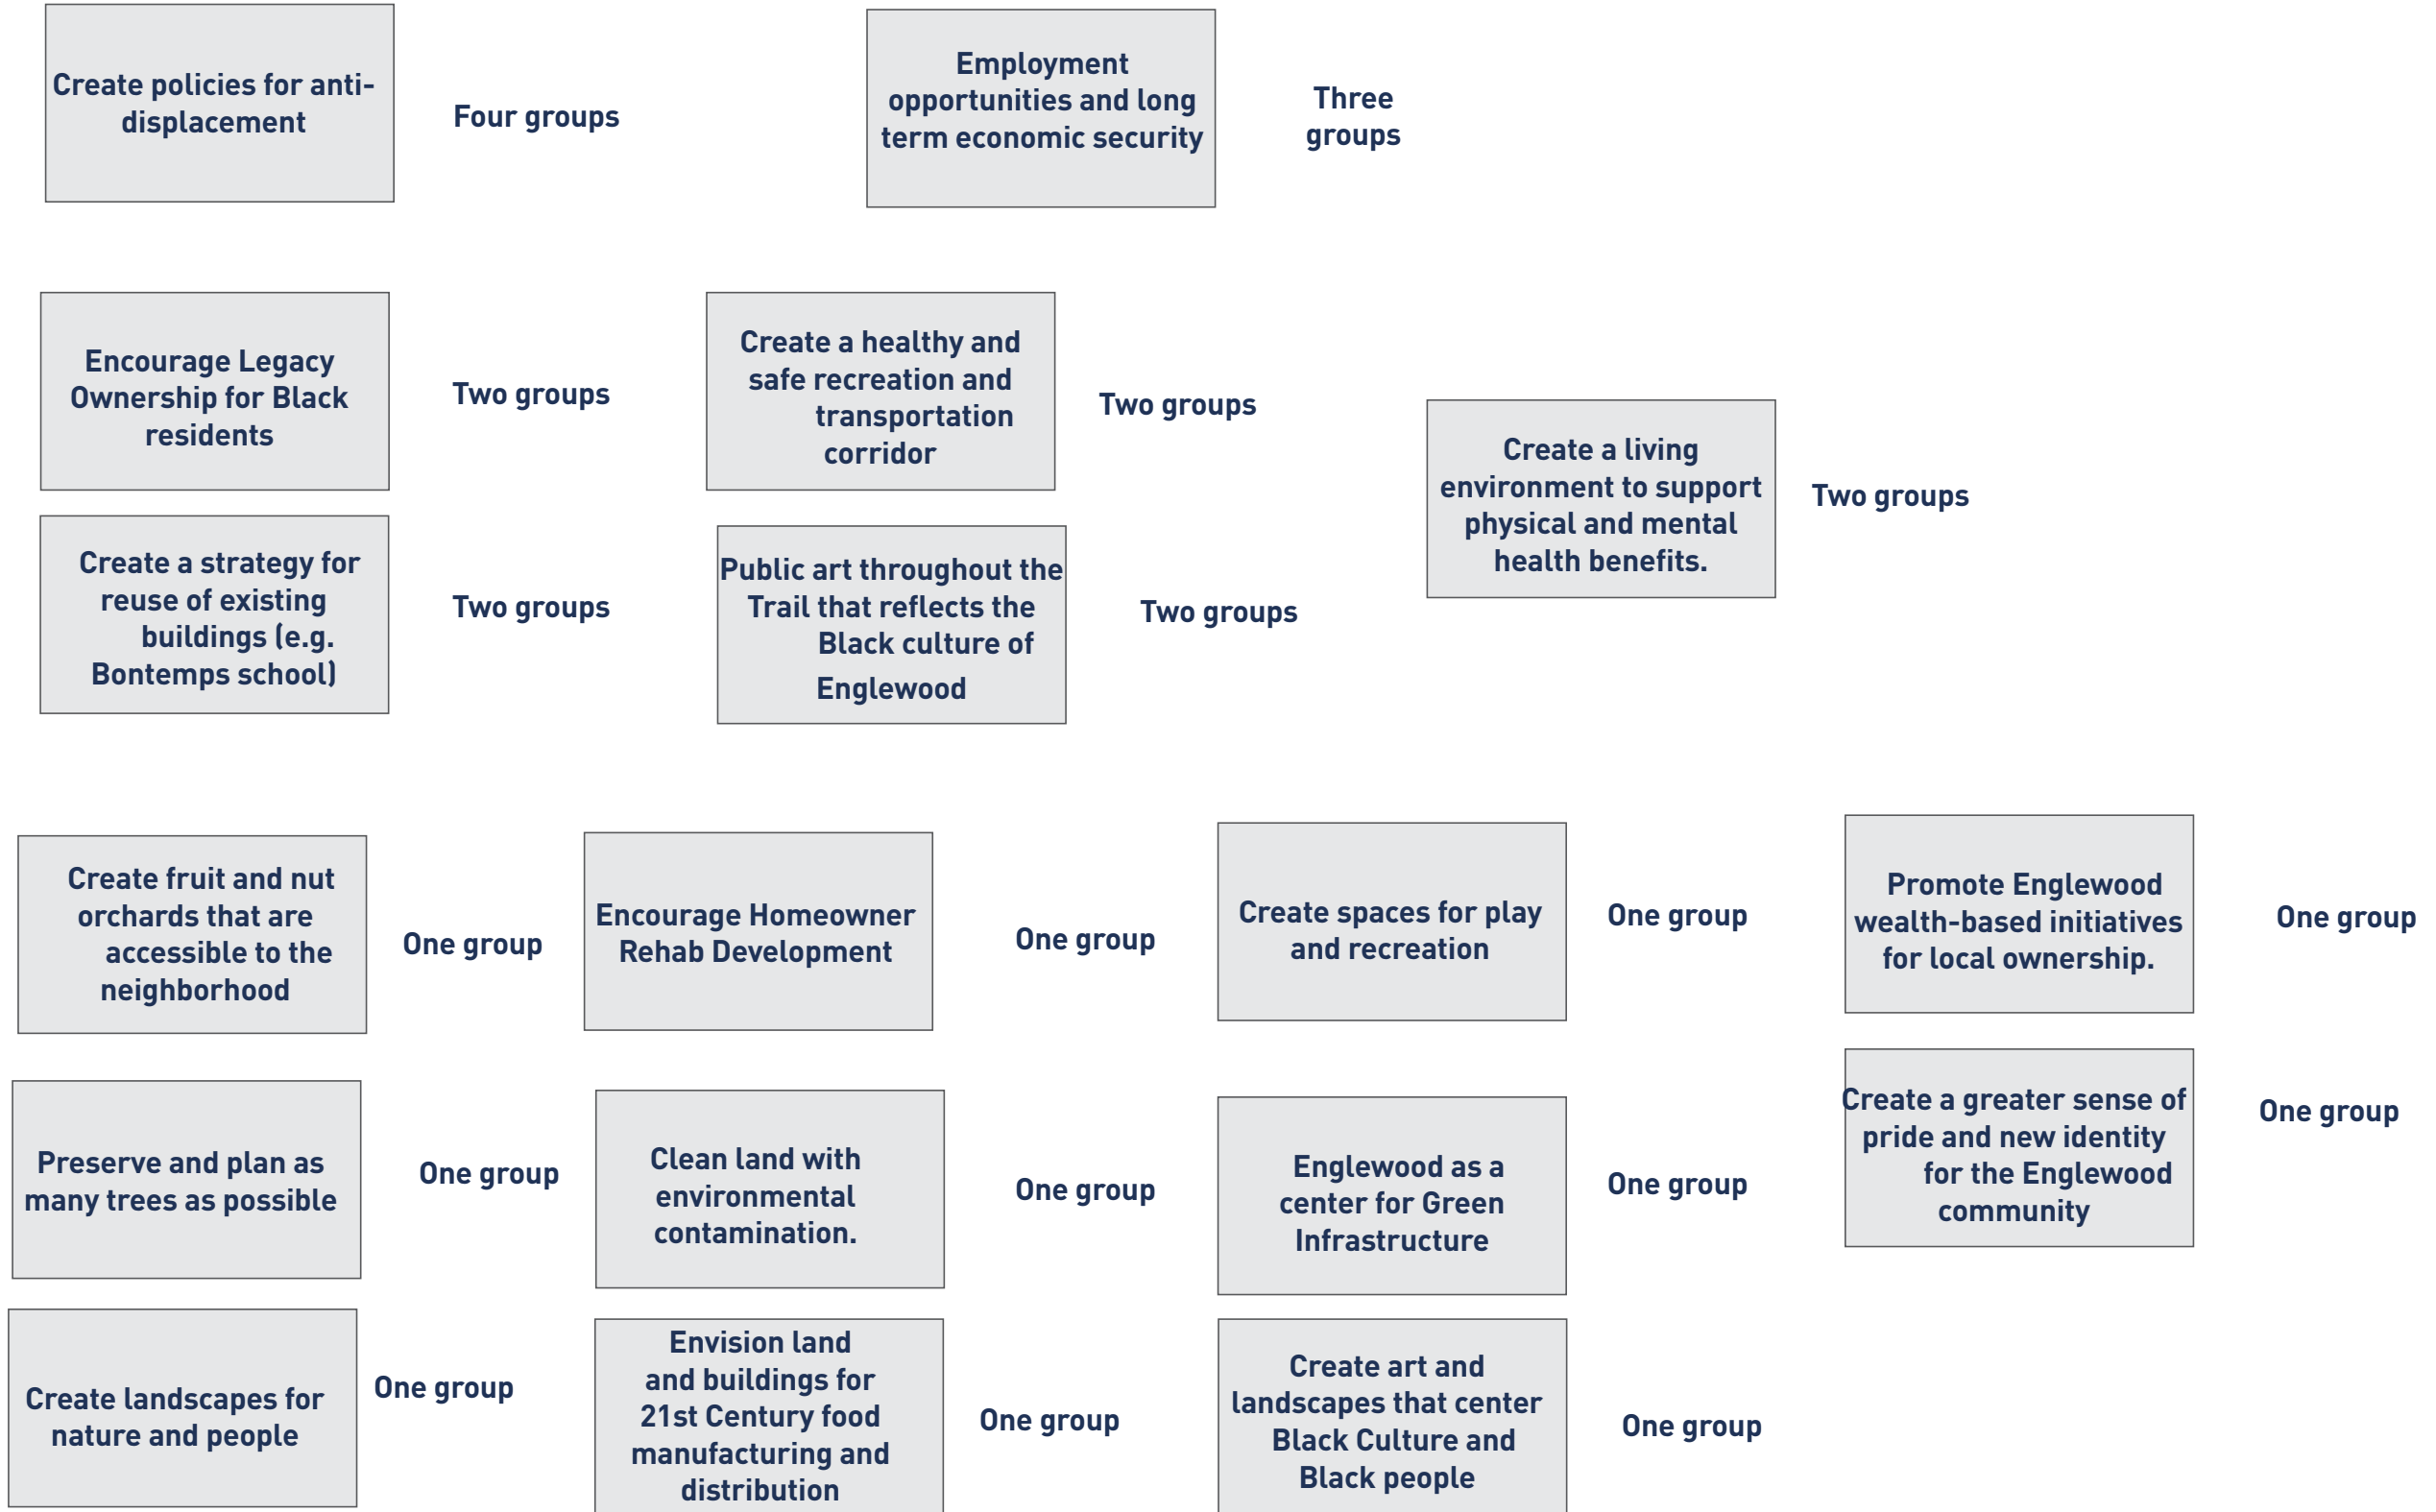 Create policies for anti-
displacement
Four groups
Employment
opportunities and long
term economic security
Three
groups
Encourage Legacy
Ownership for Black
residents
Two groups
Create a healthy and
safe recreation and
transportation
corridor
Two groups
Create a living
environment to support
physical and mental
health benefits.
Two groups
Create a strategy for
reuse of existing
buildings (e.g.
Bontemps school)
Two groups
Public art throughout the
Trail that reflects the
Black culture of
Englewood
Two groups
Create fruit and nut
orchards that are
accessible to the
neighborhood
One group
Encourage Homeowner
Rehab Development
One group
Create spaces for play
and recreation
One group
Promote Englewood
wealth-based initiatives
for local ownership.
One group
Preserve and plan as
many trees as possible
One group
Clean land with
environmental
contamination.
One group
Englewood as a
center for Green
Infrastructure
One group
Create a greater sense of
pride and new identity
for the Englewood
community
One group
Create landscapes for
nature and people
One group
Envision land
and buildings for
21st Century food
manufacturing and
distribution
One group
Create art and
landscapes that center
Black Culture and
Black people
One group